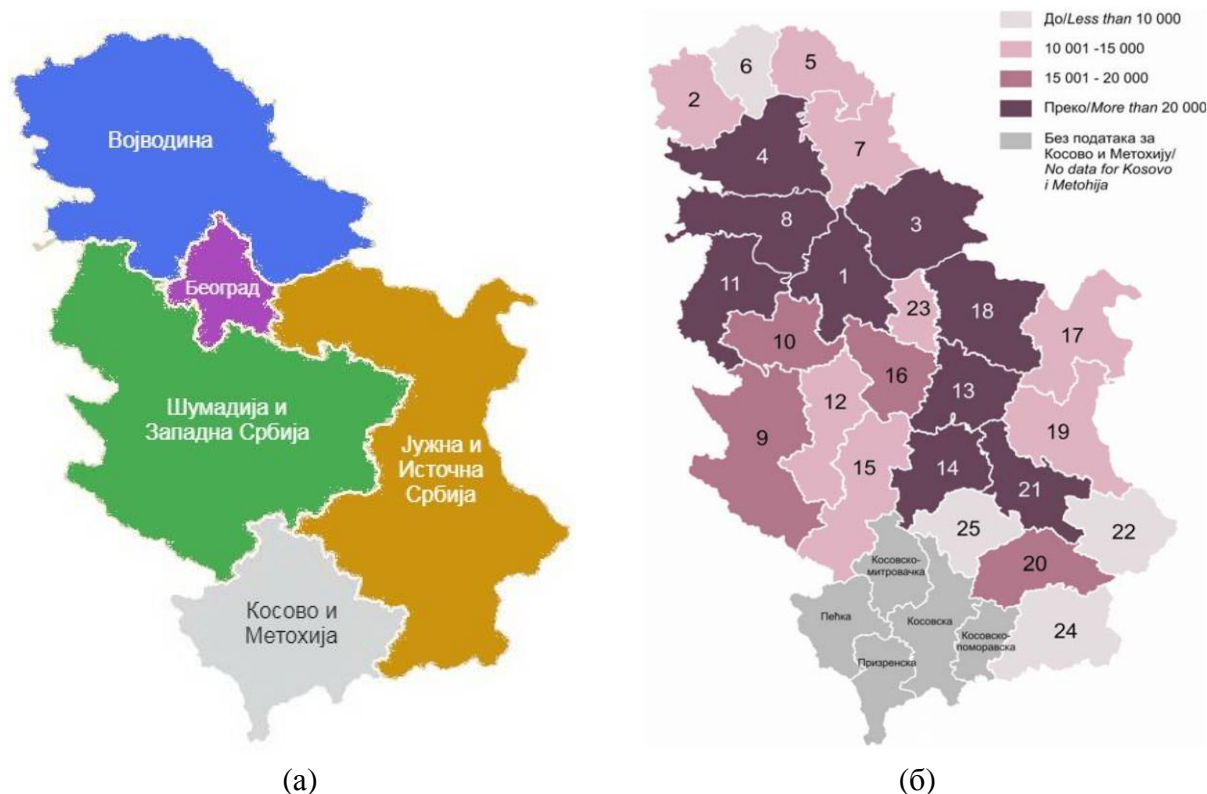 Војводина
Београд
Шумадија и
Западна Србија
Јужна и
Источна
Србија
Косово и
Метохија
(а)
До/Less than 10 000
10 001 -15 000
15 001 - 20 000
Преко/More than 20 000
Без података за
Косово и Метохију/
No data for Kosovo
i Metohija
6
5
2
4
7
8
3
11
1
23
18
17
10
16
12
13
9
19
15
14
21
25
22
20
Косовско-
митровачка
Пећка
Косовска
Косовско-
поморавска
24
Призренска
(б)